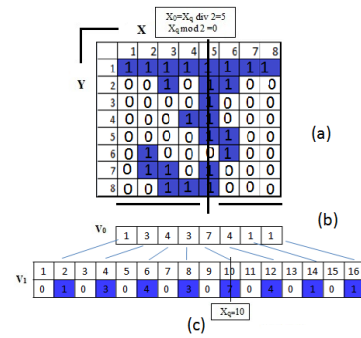 X₀=X_q div 2=5
X_q mod 2 =0
X
Y
1 2 3 4 5 6 7 8
1 1 1 1 1 1 1 1 1
2 0 0 1 0 1 1 0 0
3 0 0 0 0 1 0 0 0
4 0 0 0 1 1 0 0 0
5 0 0 0 0 1 1 0 0
6 0 1 0 0 0 1 0 0
7 0 1 1 0 1 0 0 0
8 0 0 1 1 1 0 0 0
(a)
(b)
V₀ 1 3 4 3 7 4 1 1
V₁ 1 2 3 4 5 6 7 8 9 10 11 12 13 14 15 16
0 1 0 3 0 4 0 3 0 7 0 4 0 1 0 1
X_q=10
(c)